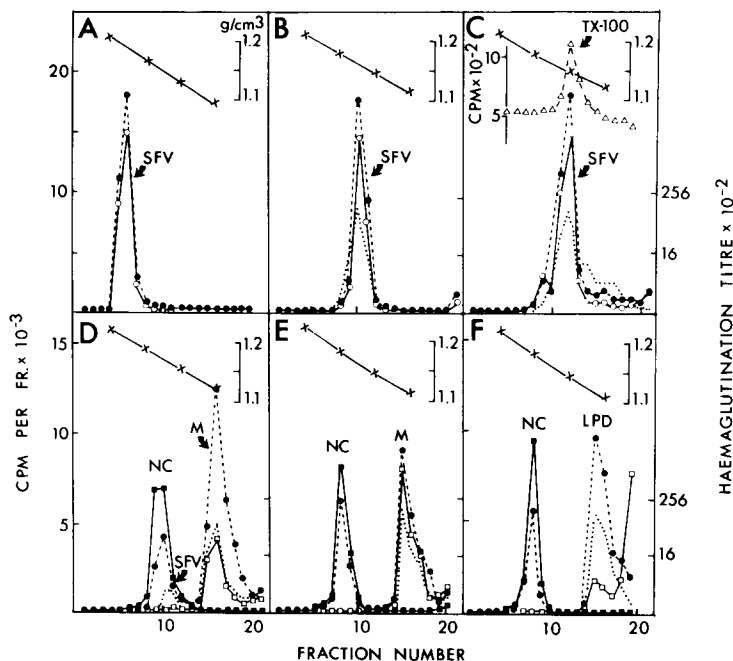 A g/cm3 B C TX-100
1.2 1.2 1.2
1.1 1.1 1.1
CPM×10-2
10
5
20
10
SFV SFV SFV
256
16
D E F
15
10
5
1.2 1.2 1.2
1.1 1.1 1.1
M
NC NC M NC LPD
SFV
256
16
10 20 10 20 10 20
CPM PER FR. × 10-3
HAEMAGLUTINATION TITRE × 10-2
FRACTION NUMBER